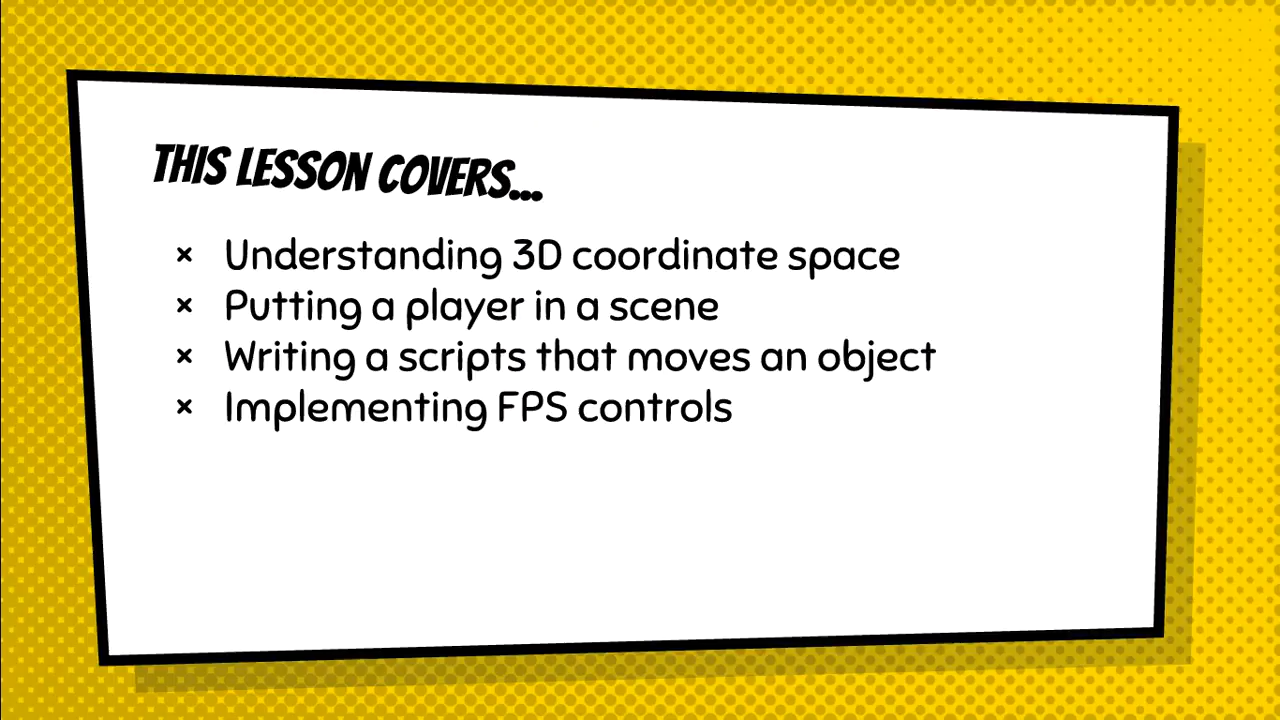 THIS LESSON COVERS...
× Understanding 3D coordinate space
× Putting a player in a scene
× Writing a scripts that moves an object
× Implementing FPS controls